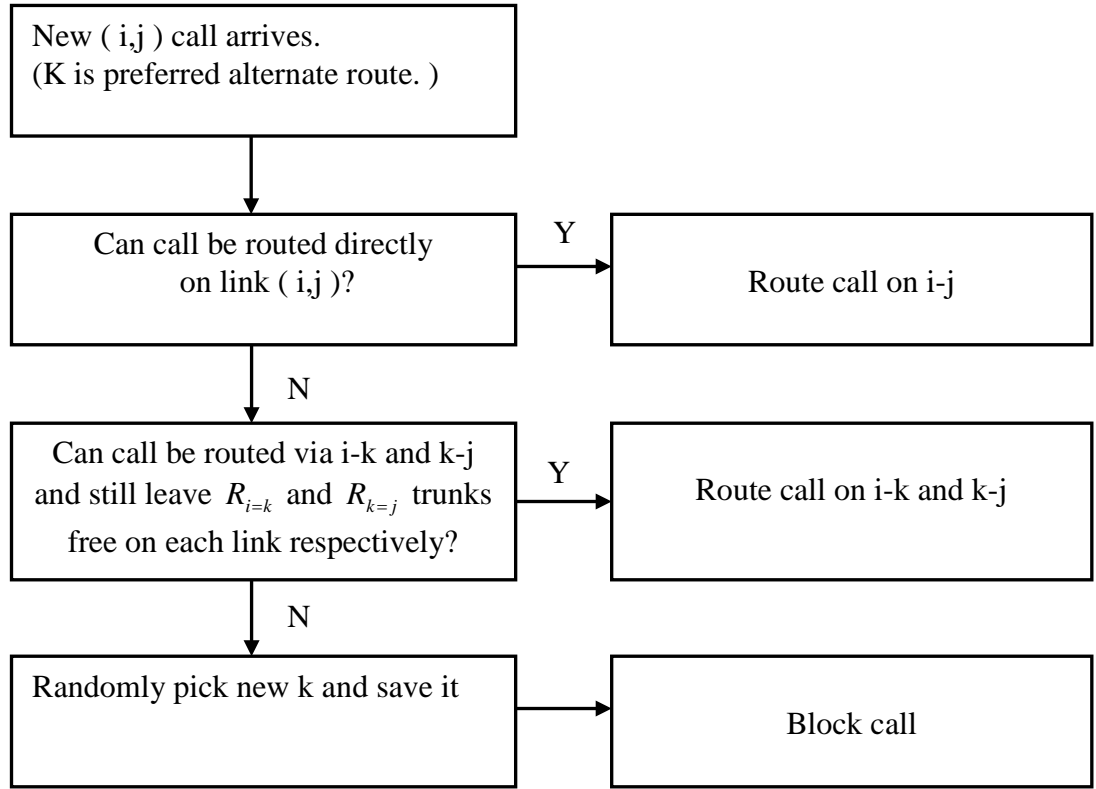 New ( i,j ) call arrives.
(K is preferred alternate route. )
Can call be routed directly
on link ( i,j )?
Y
Route call on i-j
N
Can call be routed via i-k and k-j
and still leave R_{i=k} and R_{k=j} trunks
free on each link respectively?
Y
Route call on i-k and k-j
N
Randomly pick new k and save it
Block call